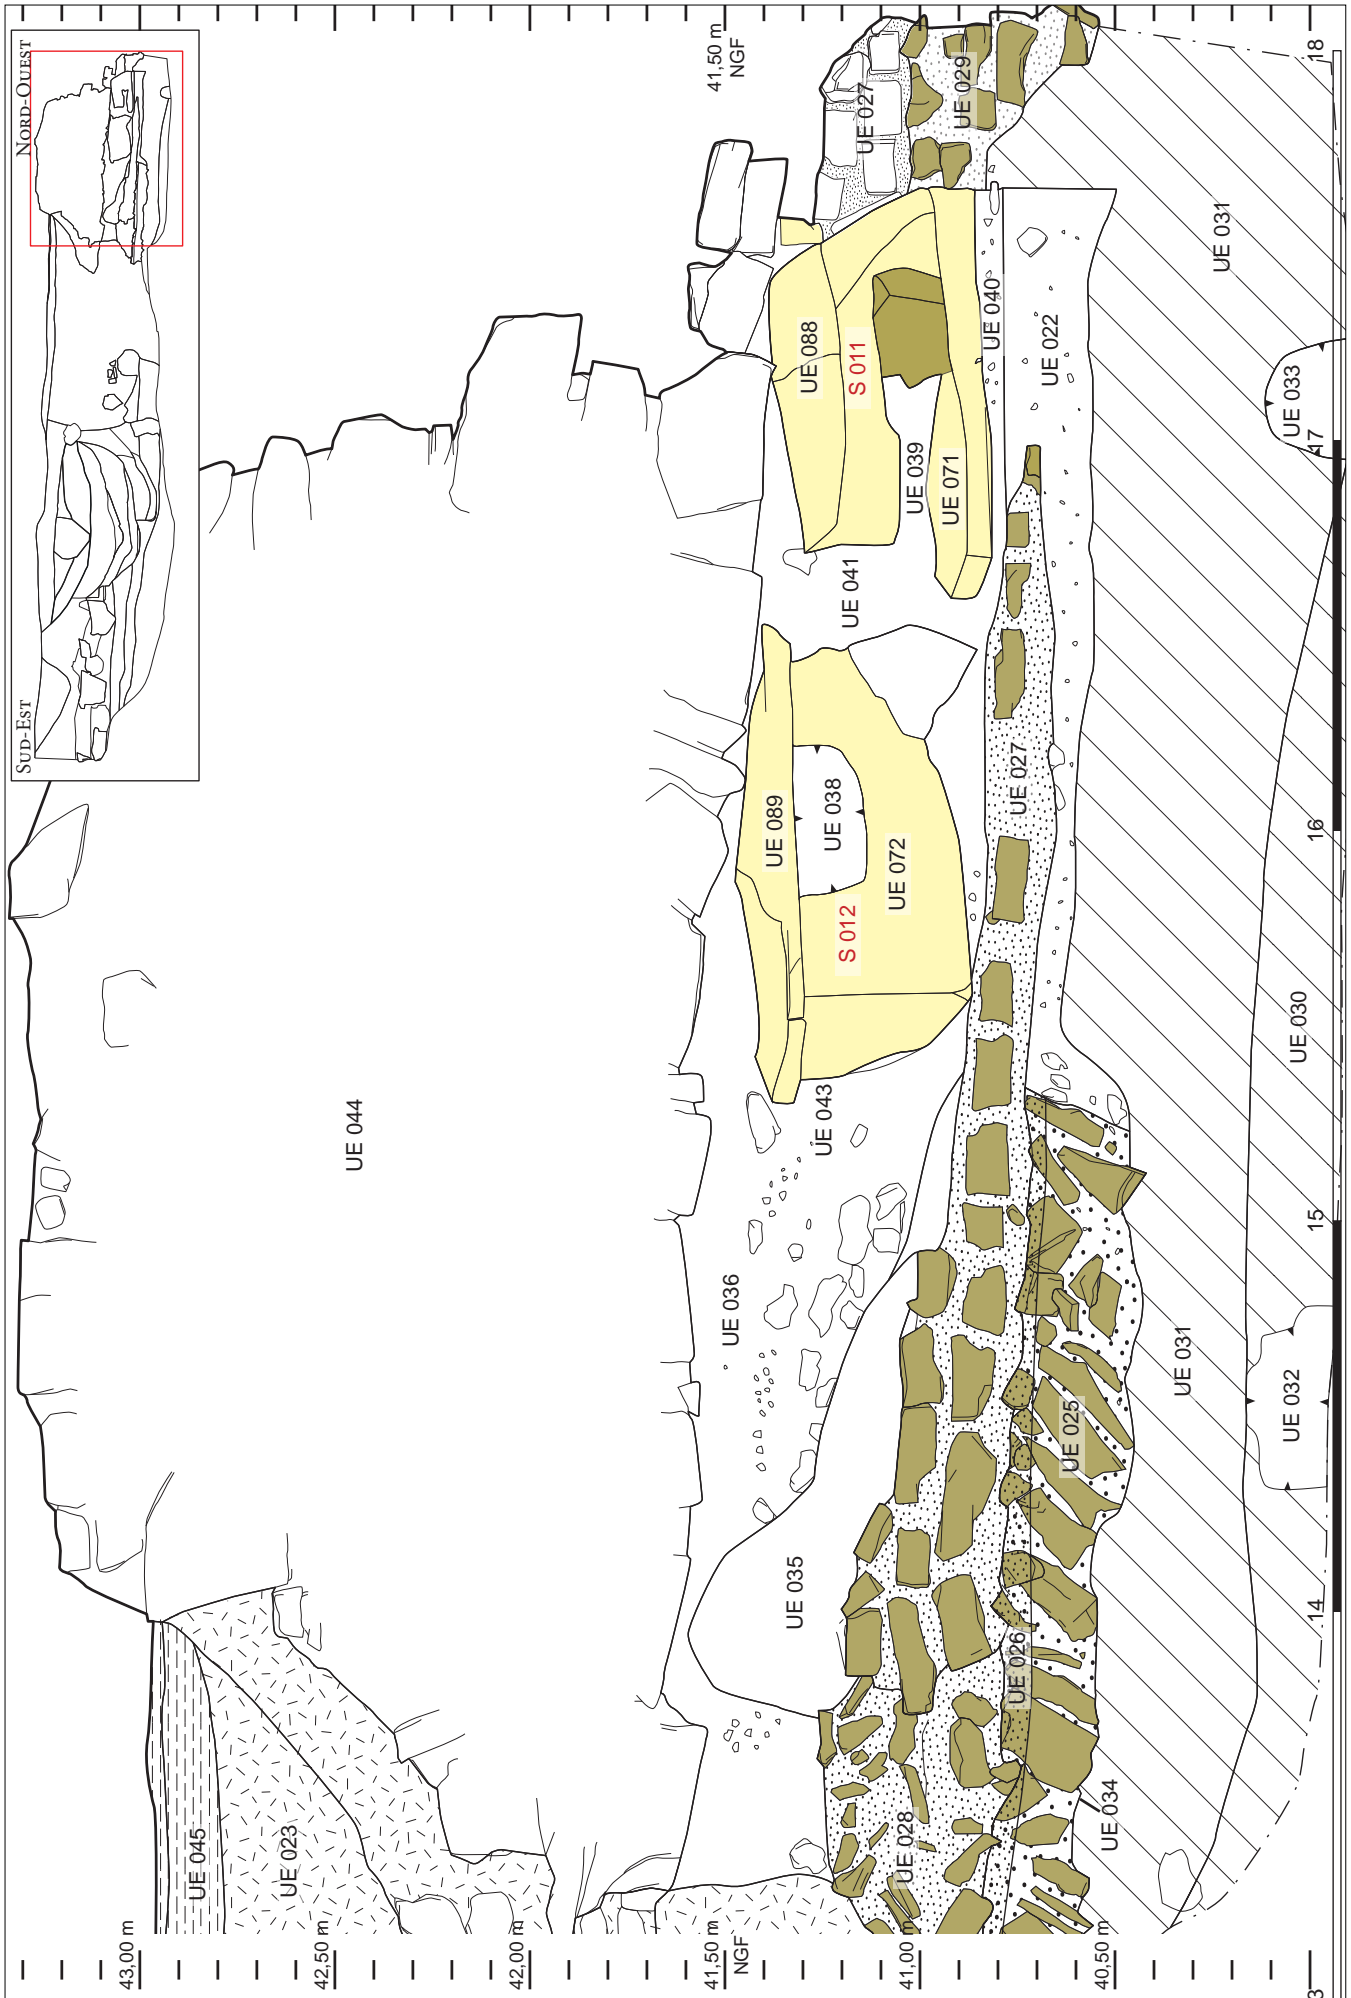 SUD-EST
NORD-OUEST
43,00 m
42,50 m
42,00 m
41,50 m
NGF
41,00 m
40,50 m
41,50 m
NGF
UE 045
UE 023
UE 044
UE 036
UE 043
UE 035
UE 028
UE 026
UE 025
UE 034
UE 089
UE 038
S 012
UE 072
UE 041
UE 088
S 011
UE 039
UE 071
UE 040
UE 022
UE 027
UE 027
UE 029
UE 031
UE 031
UE 030
UE 032
UE 033
3
14
15
16
17
18